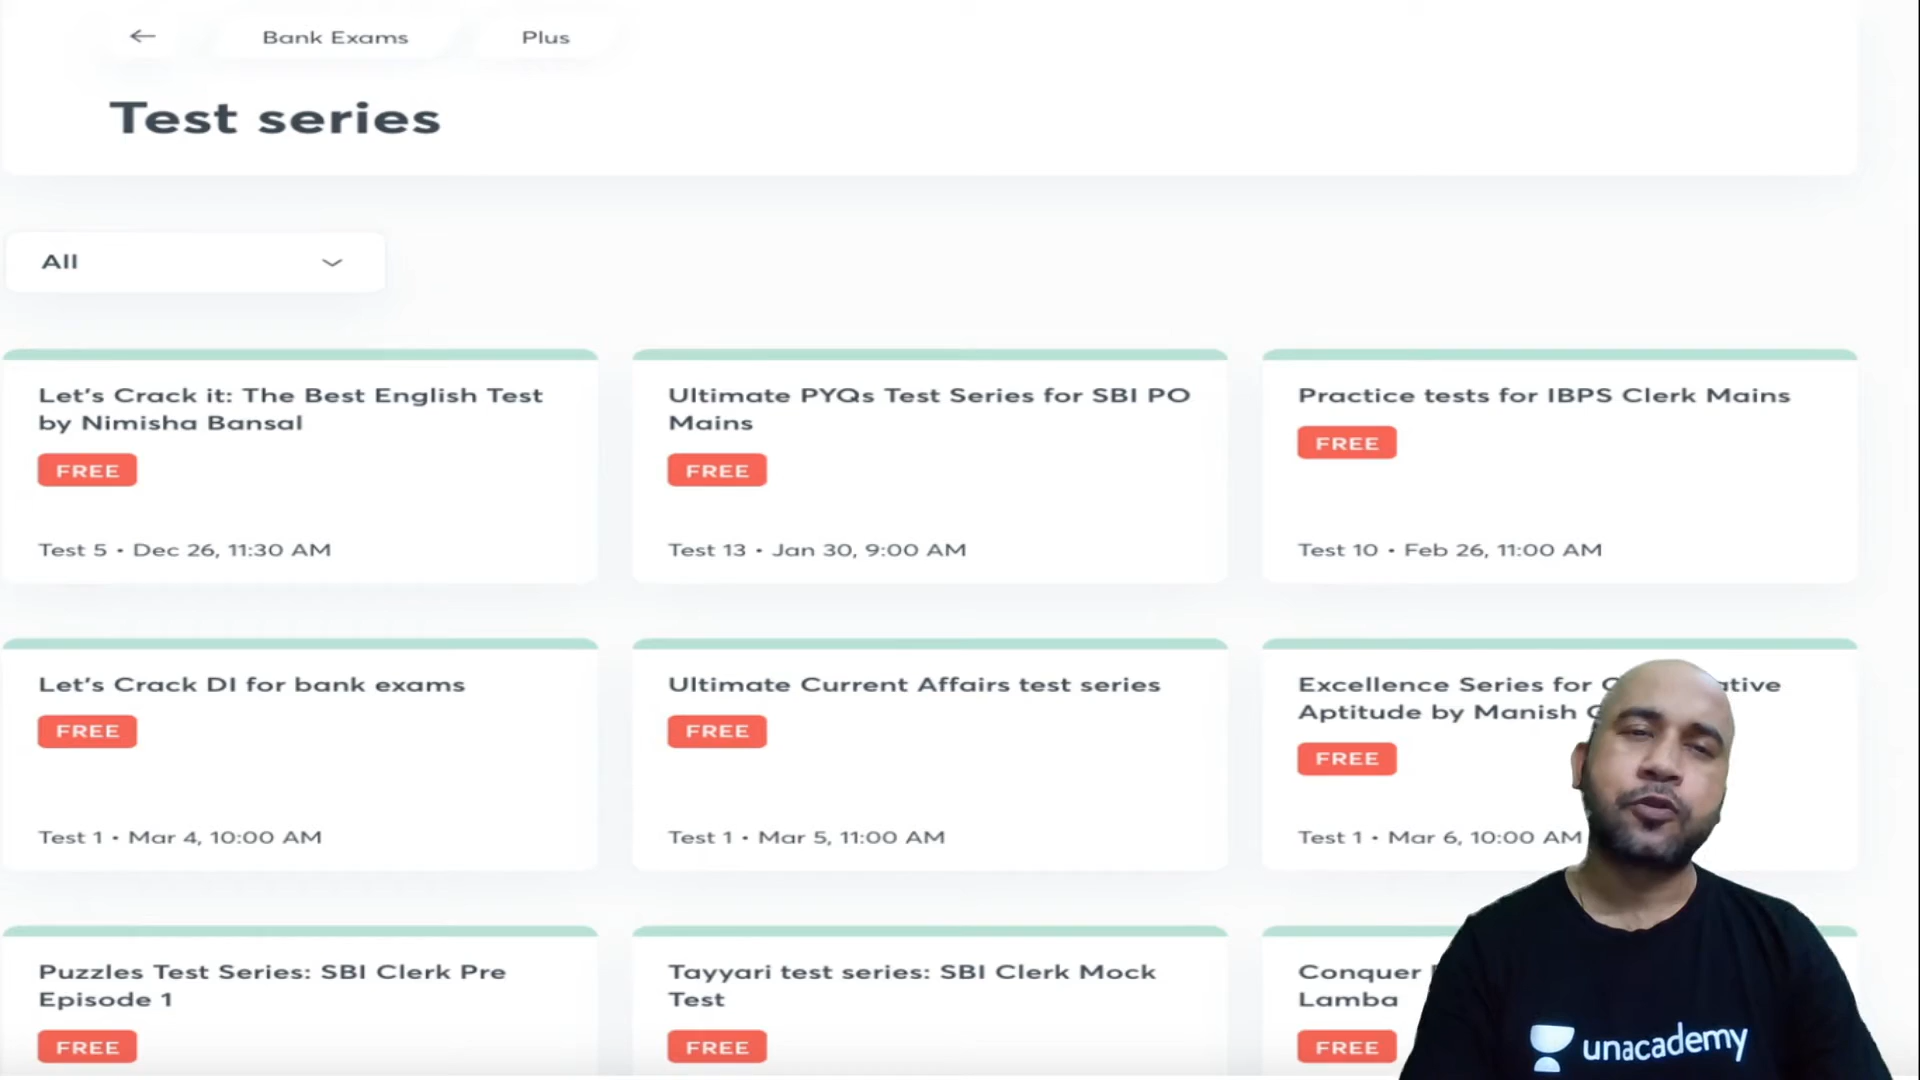 Bank Exams Plus
Test series
All
Let's Crack it: The Best English Test
by Nimisha Bansal
FREE
Test 5 • Dec 26, 11:30 AM
Ultimate PYQs Test Series for SBI PO
Mains
FREE
Test 13 • Jan 30, 9:00 AM
Practice tests for IBPS Clerk Mains
FREE
Test 10 • Feb 26, 11:00 AM
Let's Crack DI for bank exams
FREE
Test 1 • Mar 4, 10:00 AM
Ultimate Current Affairs test series
FREE
Test 1 • Mar 5, 11:00 AM
Excellence Series for
Aptitude by Manish
FREE
Test 1 • Mar 6, 10:00 AM
Puzzles Test Series: SBI Clerk Pre
Episode 1
FREE
Tayyari test series: SBI Clerk Mock
Test
FREE
Conquer
Lamba
FREE
unacademy